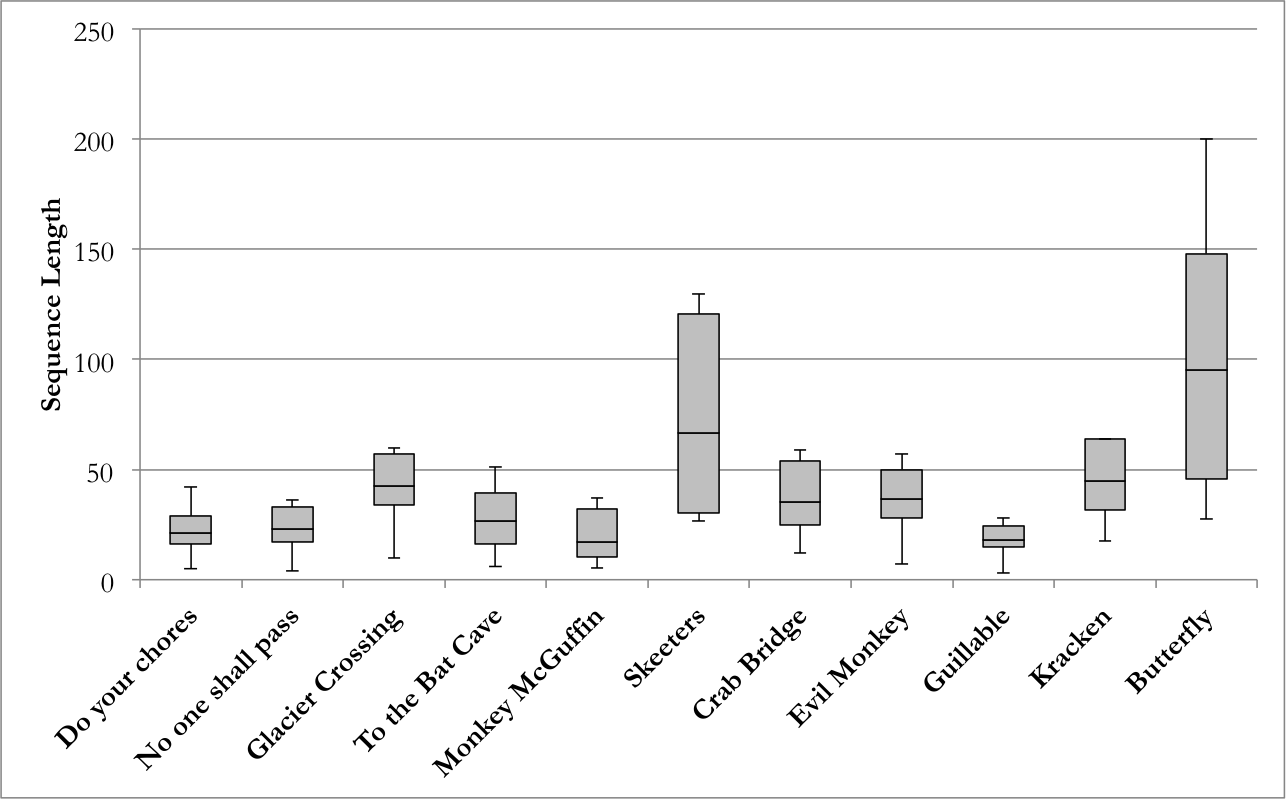 250
200
150
100
50
0
Sequence Length
Do your chores
No one shall pass
Glacier Crossing
To the Bat Cave
Monkey McGuffin
Skeeters
Crab Bridge
Evil Monkey
Guillable
Kracken
Butterfly